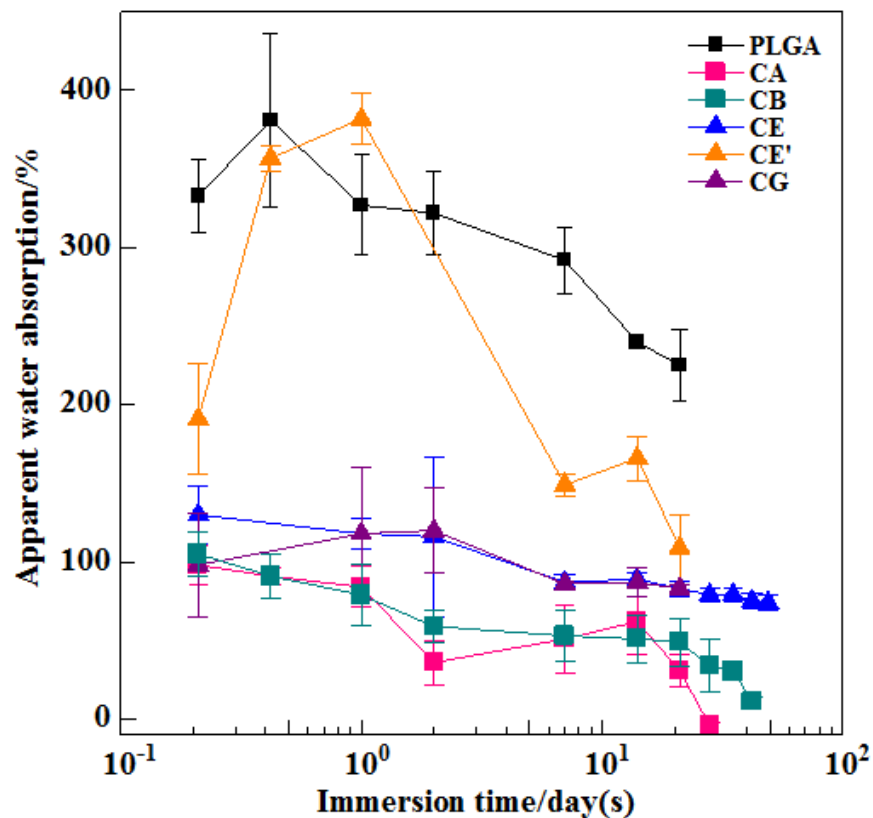 PLGA
CA
CB
CE
CE'
CG
400
300
200
100
0
Apparent water absorption/%
10⁻¹
10⁰
10¹
10²
Immersion time/day(s)